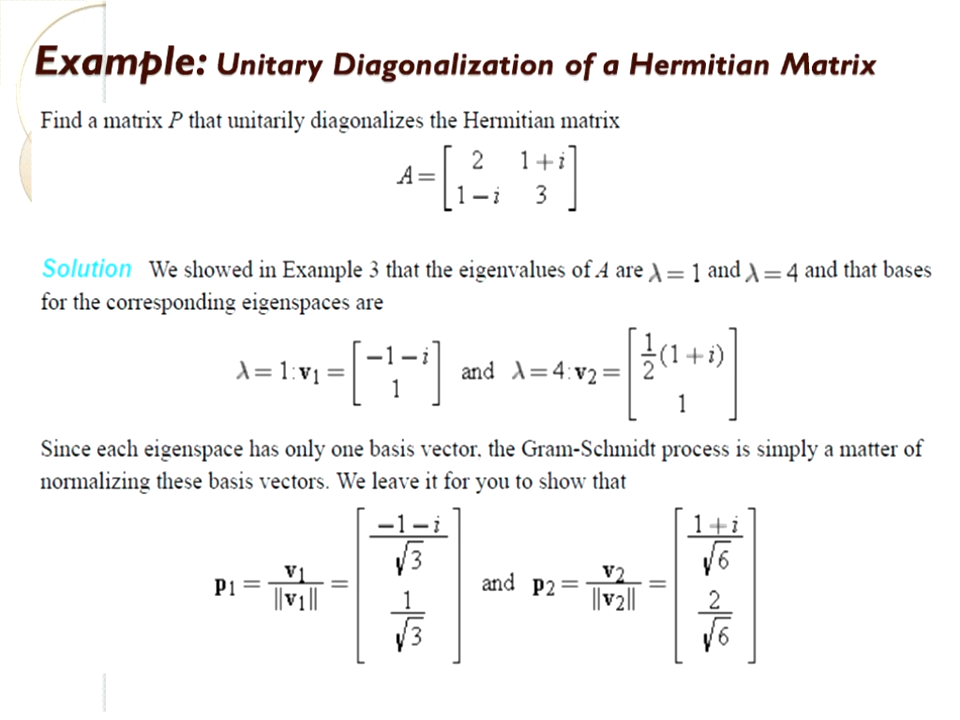 Example: Unitary Diagonalization of a Hermitian Matrix
Find a matrix P that unitarily diagonalizes the Hermitian matrix
A = [ 2 1+i ; 1−i 3 ]
Solution We showed in Example 3 that the eigenvalues of A are λ = 1 and λ = 4 and that bases
for the corresponding eigenspaces are
λ = 1: v1 = [ −1−i ; 1 ] and λ = 4: v2 = [ 1/2 (1+i) ; 1 ]
Since each eigenspace has only one basis vector, the Gram-Schmidt process is simply a matter of
normalizing these basis vectors. We leave it for you to show that
p1 = v1/||v1|| = [ (−1−i)/√3 ; 1/√3 ] and p2 = v2/||v2|| = [ (1+i)/√6 ; 2/√6 ]